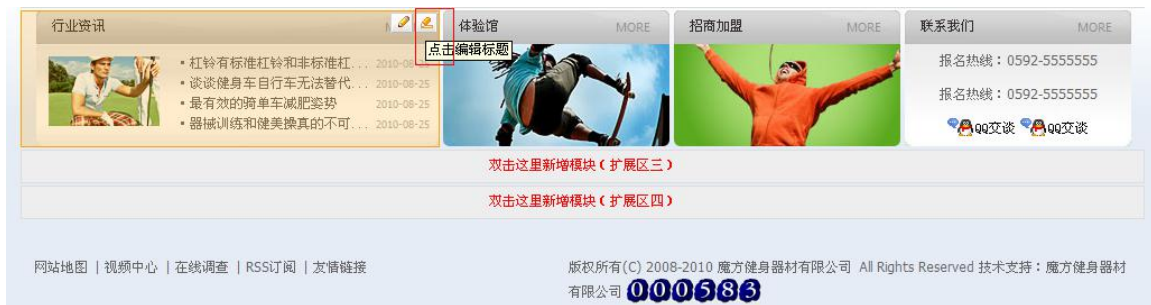 行业资讯
体验馆 MORE
招商加盟 MORE
联系我们 MORE
点击编辑标题
▪杠铃有标准杠铃和非标准杠... 2010-08-25
▪谈谈健身车自行车无法替代... 2010-08-25
▪最有效的骑单车减肥姿势 2010-08-25
▪器械训练和健美操真的不可... 2010-08-25
报名热线：0592-5555555
报名热线：0592-5555555
QQ交谈 QQ交谈
双击这里新增模块（扩展区三）
双击这里新增模块（扩展区四）
网站地图 | 视频中心 | 在线调查 | RSS订阅 | 友情链接
版权所有(C) 2008-2010 魔方健身器材有限公司 All Rights Reserved 技术支持：魔方健身器材
有限公司 000583